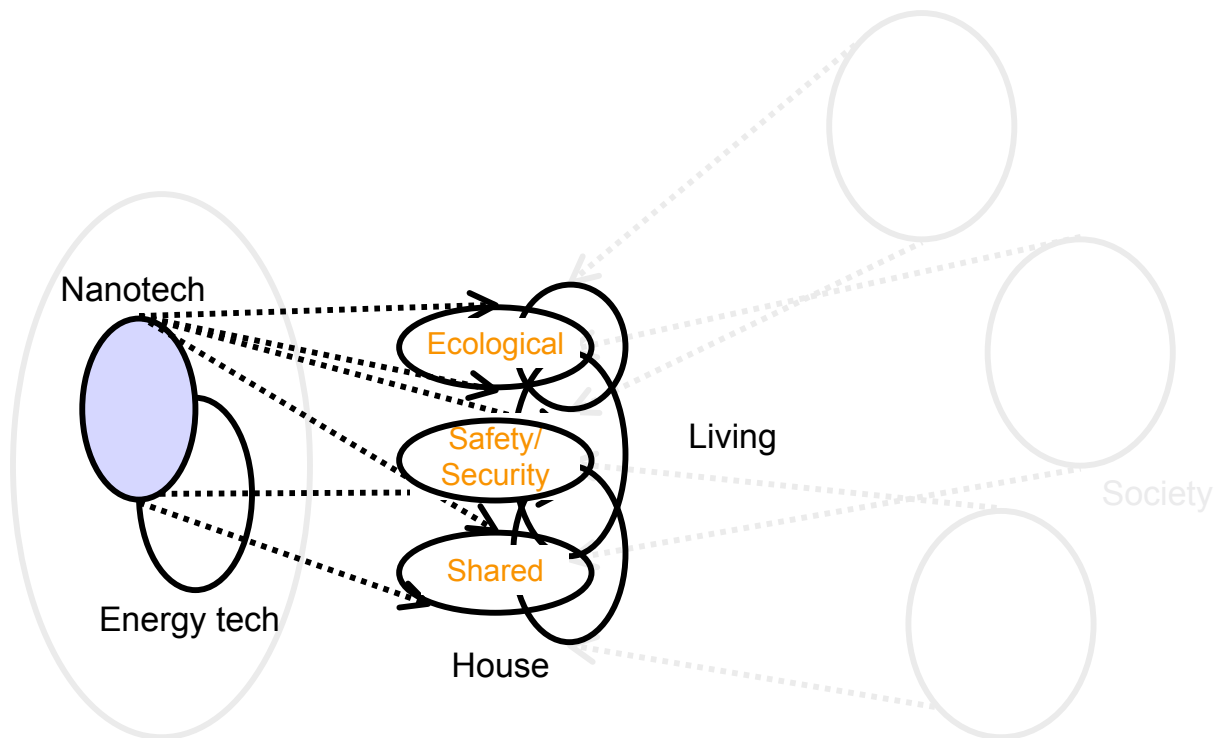 Nanotech
Ecological
Safety/
Security
Living
Society
Shared
Energy tech
House